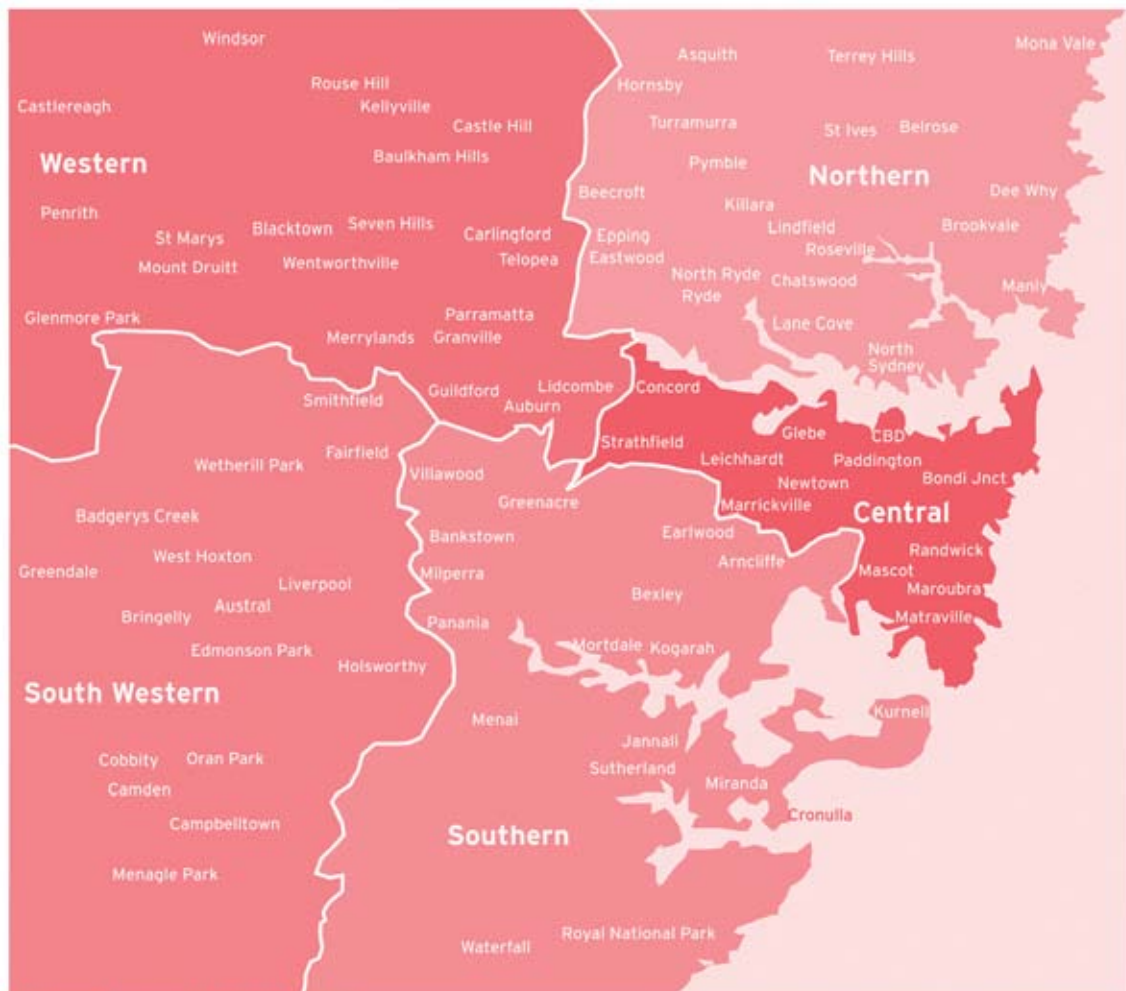 Windsor
Rouse Hill
Kellyville
Castlereagh
Castle Hill
Western
Baulkham Hills
Penrith
St Marys
Blacktown
Seven Hills
Carlingford
Mount Druitt
Wentworthville
Telopea
Glenmore Park
Parramatta
Merrylands
Granville
Guildford
Lidcombe
Auburn
Mona Vale
Asquith
Terrey Hills
Hornsby
Turramurra
St Ives
Belrose
Pymble
Northern
Beecroft
Dee Why
Killara
Lindfield
Brookvale
Epping
Roseville
Eastwood
North Ryde
Chatswood
Ryde
Manly
Lane Cove
North
Sydney
Concord
Strathfield
Glebe
CBD
Leichhardt
Paddington
Newtown
Bondi Jnct
Marrickville
Central
Randwick
Mascot
Maroubra
Matraville
Smithfield
Fairfield
Wetherill Park
Badgerys Creek
West Hoxton
Greendale
Liverpool
Austral
Bringelly
Edmonson Park
Holsworthy
South Western
Cobbity
Oran Park
Camden
Campbelltown
Menagle Park
Villawood
Greenacre
Bankstown
Earlwood
Arncliffe
Milperra
Bexley
Panania
Mortdale
Kogarah
Menai
Kurnell
Jannali
Sutherland
Miranda
Cronulla
Southern
Royal National Park
Waterfall